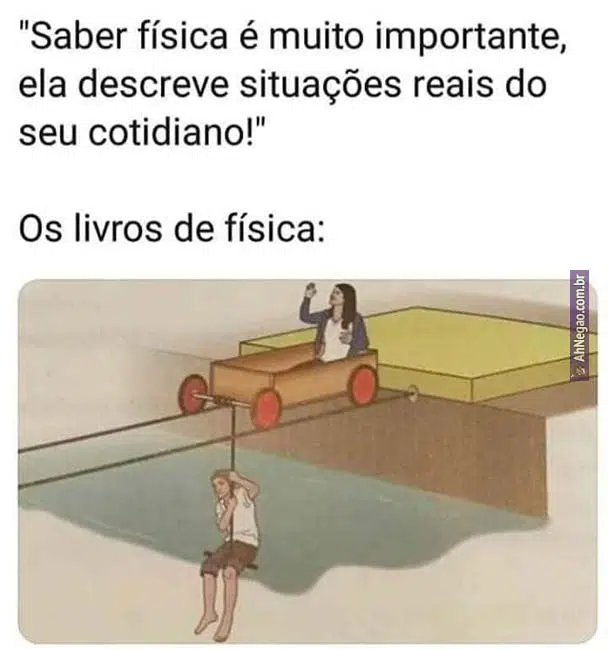 "Saber física é muito importante,
ela descreve situações reais do
seu cotidiano!"
Os livros de física:
AhNegao.com.br